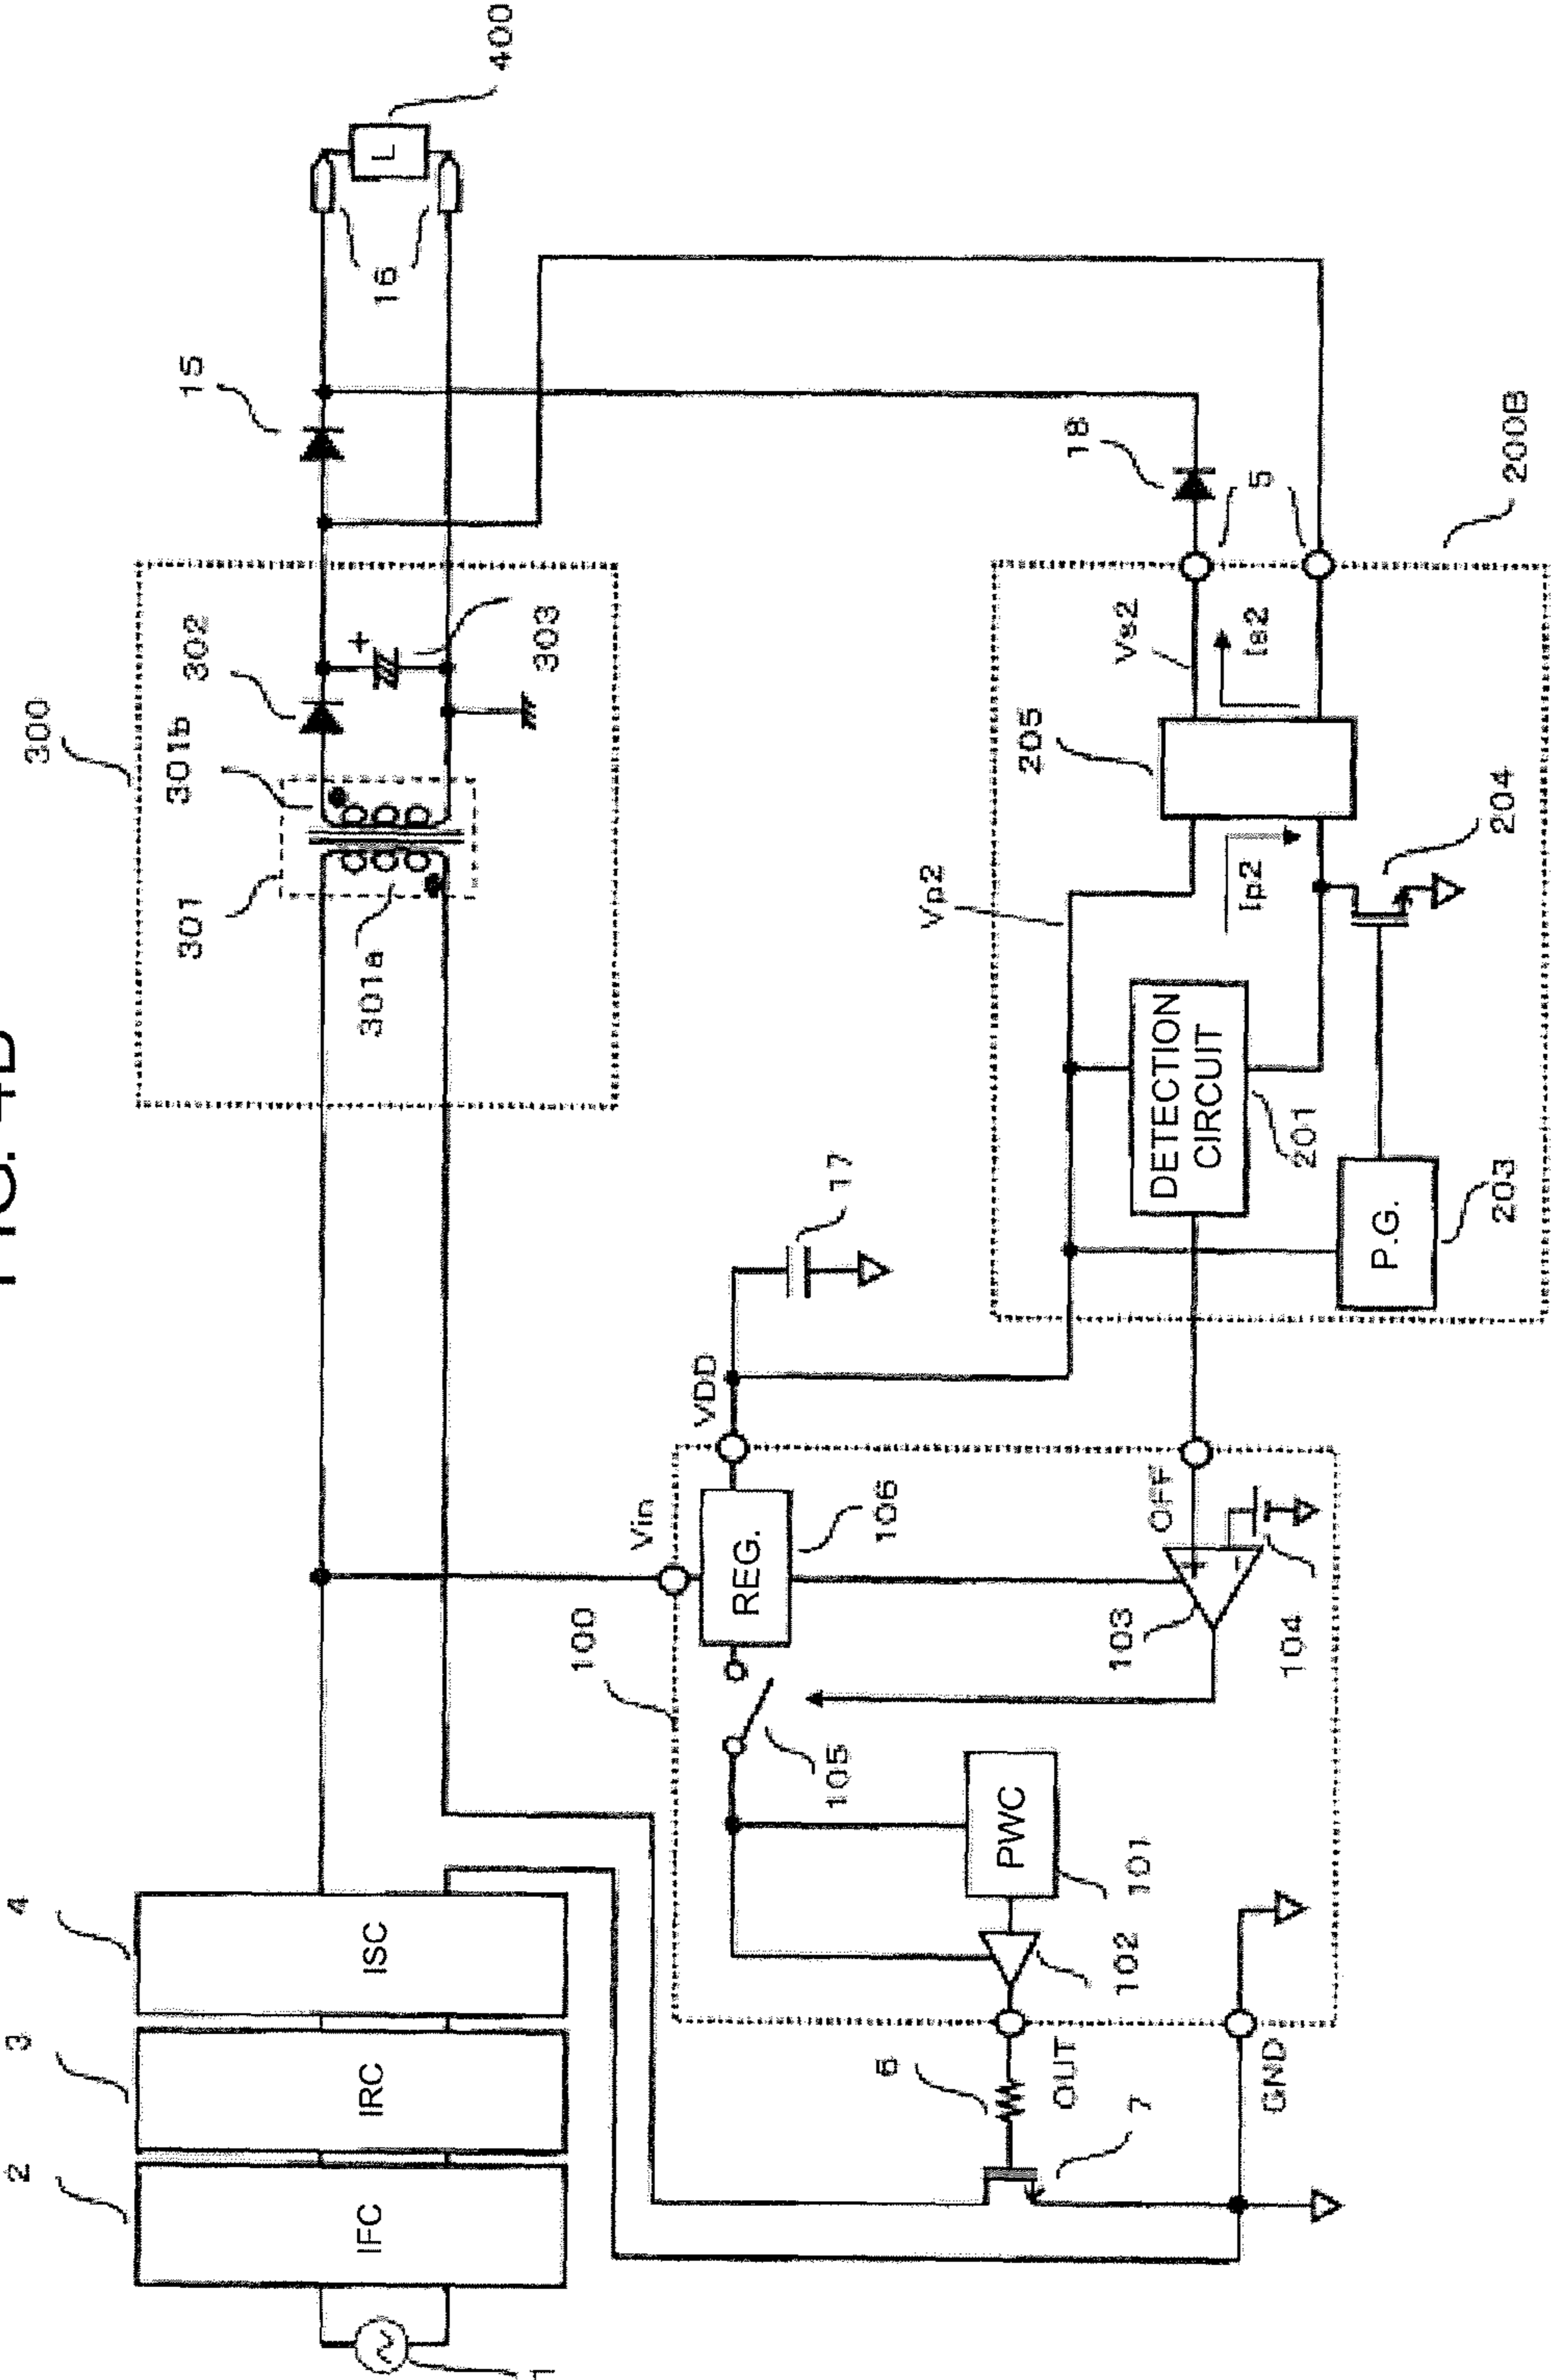 FIG. 4B
1
2
IFC
3
IRC
4
ISC
300
301
301a
301b
302
303
+
15
16
L
400
17
VDD
Vin
100
REG.
106
105
PWC
101
102
103
104
OFF
+
-
OUT
GND
6
7
Vp2
Ip2
DETECTION
CIRCUIT
201
P.G.
203
204
205
Vs2
Is2
18
5
200B